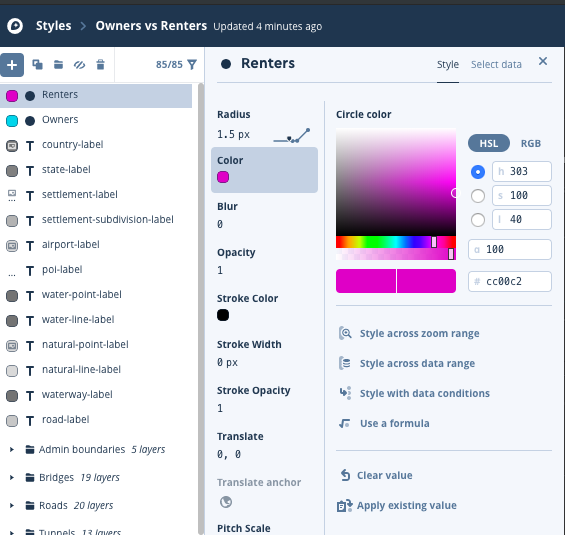 Styles > Owners vs Renters Updated 4 minutes ago
85/85
Renters
Owners
T country-label
T state-label
T settlement-label
T settlement-subdivision-label
T airport-label
T poi-label
T water-point-label
T water-line-label
T natural-point-label
T natural-line-label
T waterway-label
T road-label
Admin boundaries 5 layers
Bridges 19 layers
Roads 20 layers
Tunnels 13 layers
Renters
Style Select data
Radius
1.5 px
Color
Blur
0
Opacity
1
Stroke Color
Stroke Width
0 px
Stroke Opacity
1
Translate
0, 0
Translate anchor
Pitch Scale
Circle color
HSL RGB
h 303
s 100
l 40
o 100
# cc00c2
Style across zoom range
Style across data range
Style with data conditions
Use a formula
Clear value
Apply existing value